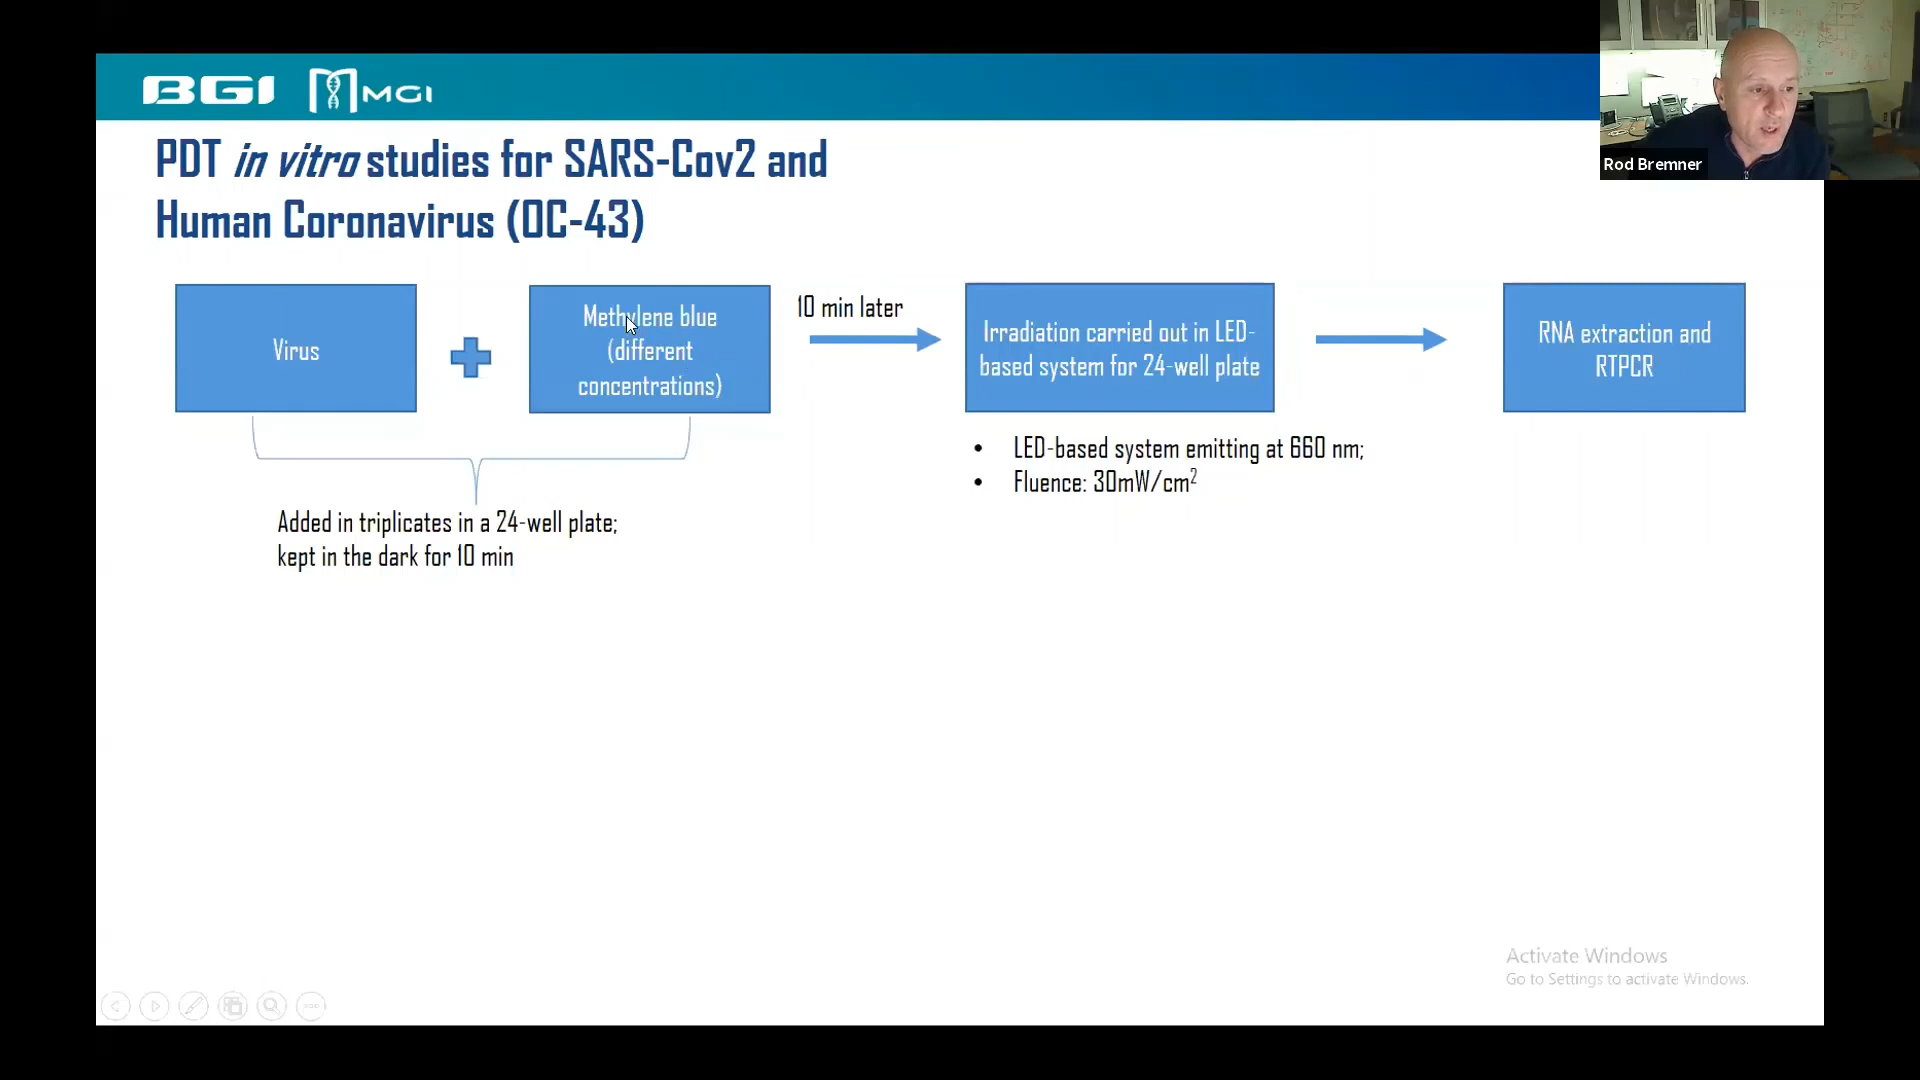 BGI MGI
Rod Bremner
PDT in vitro studies for SARS-Cov2 and
Human Coronavirus (OC-43)
Virus
Methylene blue
(different
concentrations)
10 min later
Irradiation carried out in LED-
based system for 24-well plate
RNA extraction and
RTPCR
• LED-based system emitting at 660 nm;
• Fluence: 30mW/cm²
Added in triplicates in a 24-well plate;
kept in the dark for 10 min
Activate Windows
Go to Settings to activate Windows.